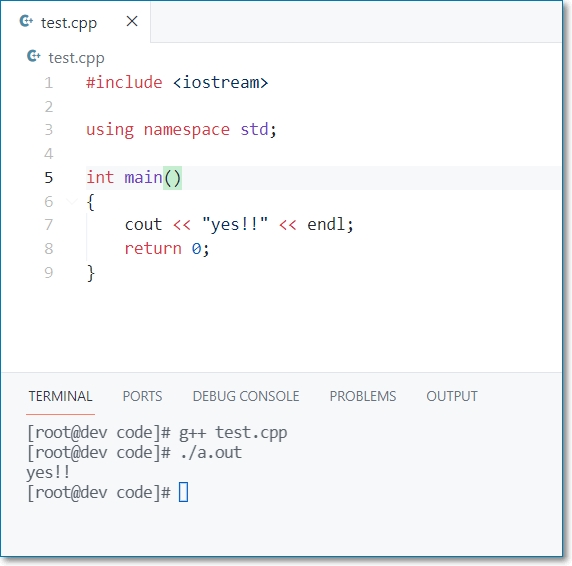 test.cpp
test.cpp
1 #include <iostream>
2
3 using namespace std;
4
5 int main()
6 {
7     cout << "yes!!" << endl;
8     return 0;
9 }
TERMINAL PORTS DEBUG CONSOLE PROBLEMS OUTPUT
[root@dev code]# g++ test.cpp
[root@dev code]# ./a.out
yes!!
[root@dev code]#